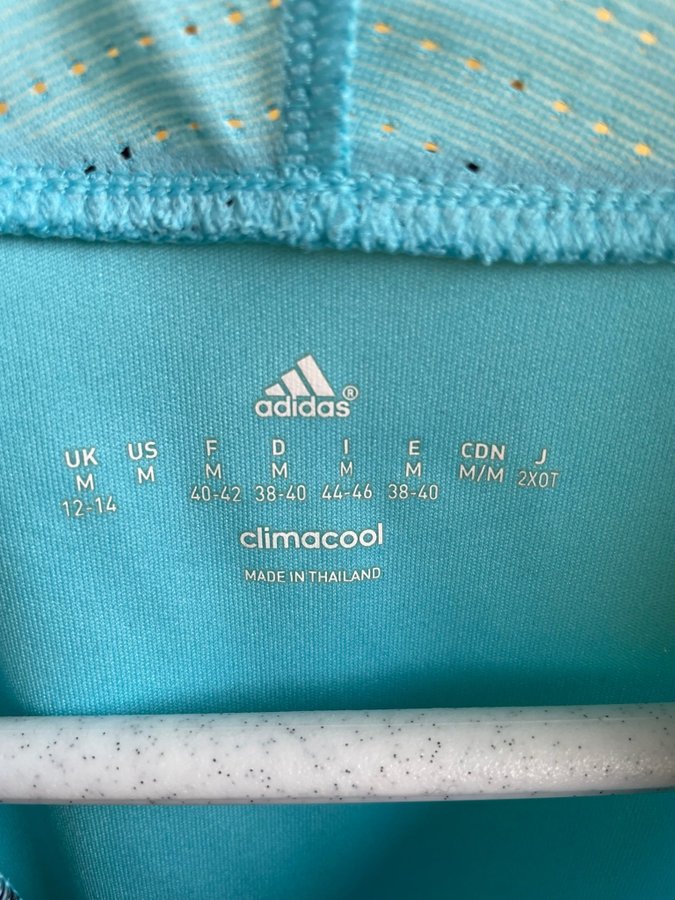 adidas®
UK US F D I E CDN J
M M M M M M M/M 2XOT
12-14 40-42 38-40 44-46 38-40
climacool
MADE IN THAILAND